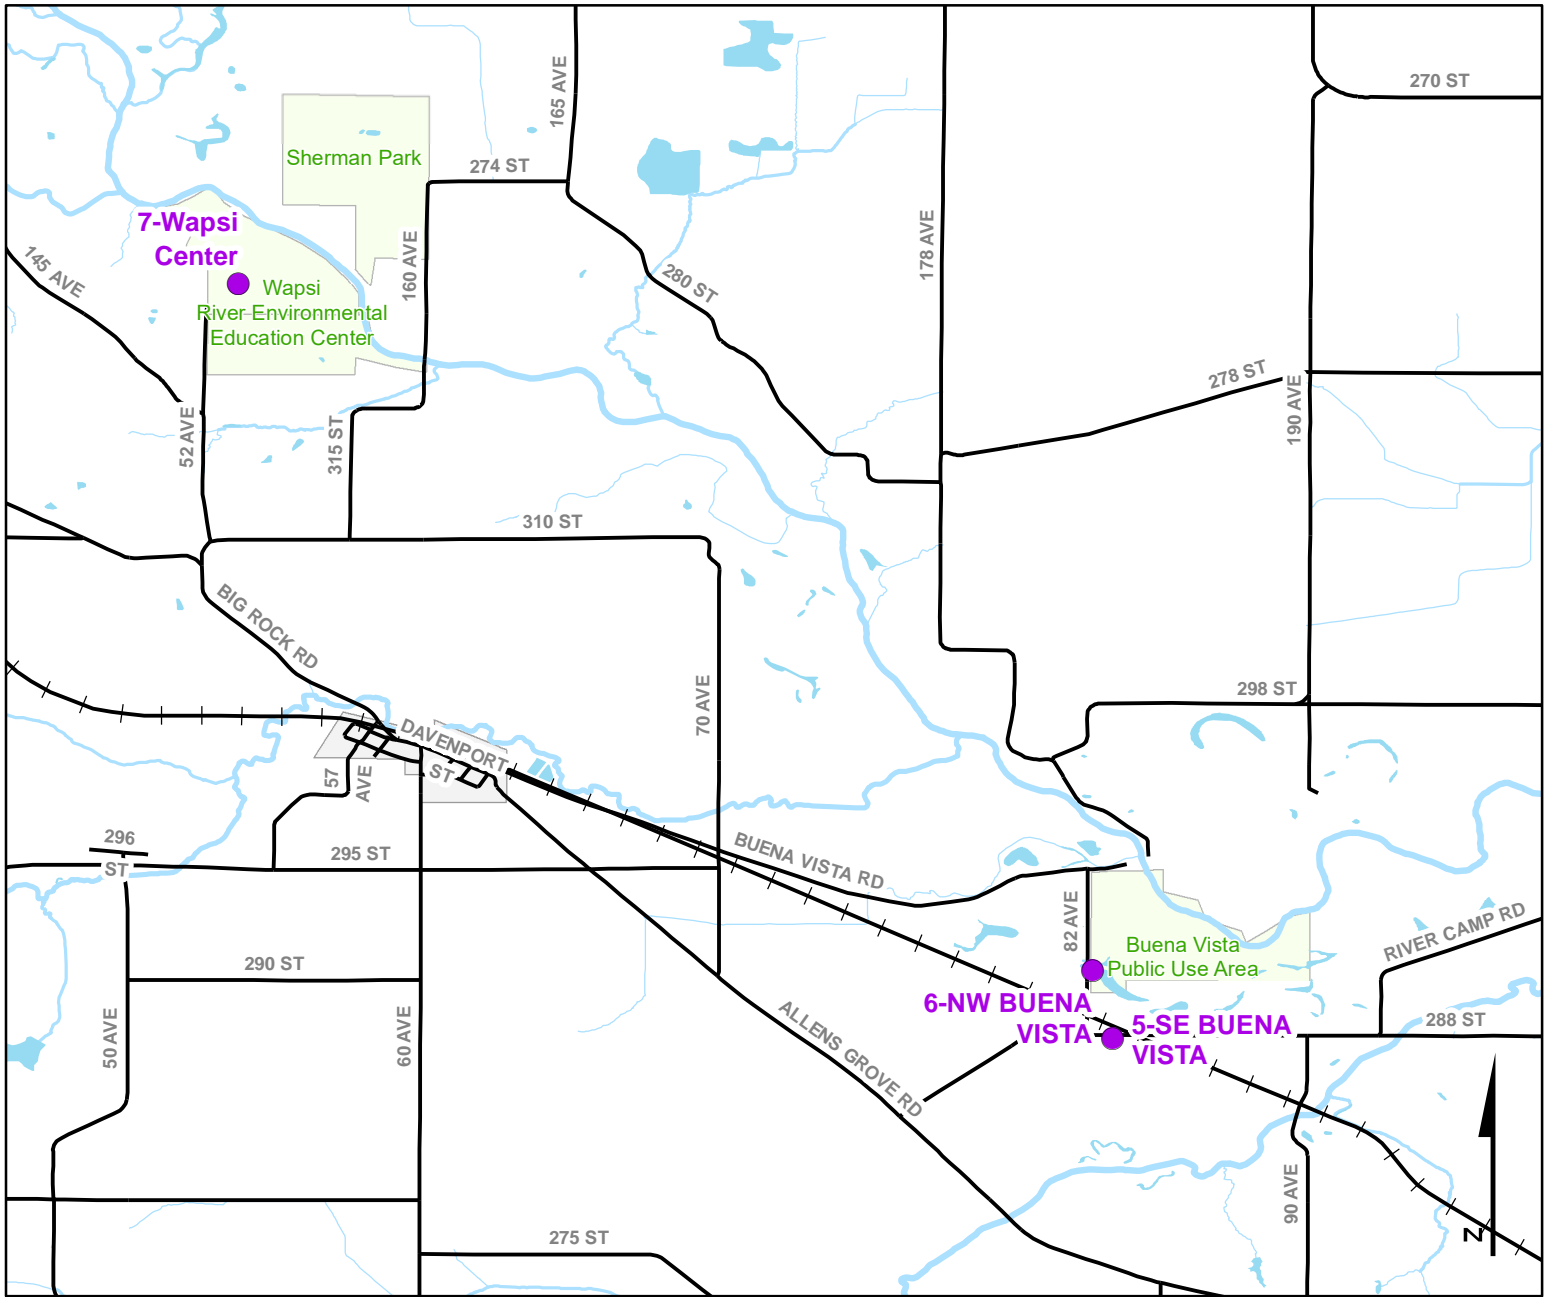 270 ST
165 AVE
Sherman Park
274 ST
7-Wapsi
Center
145 AVE
160 AVE
178 AVE
280 ST
Wapsi
River Environmental
Education Center
278 ST
190 AVE
52 AVE
315 ST
310 ST
BIG ROCK RD
70 AVE
298 ST
DAVENPORT
ST
57
AVE
296
ST
295 ST
BUENA VISTA RD
82 AVE
RIVER CAMP RD
Buena Vista
Public Use Area
290 ST
6-NW BUENA
VISTA
5-SE BUENA
VISTA
288 ST
50 AVE
60 AVE
ALLENS GROVE RD
90 AVE
275 ST
N